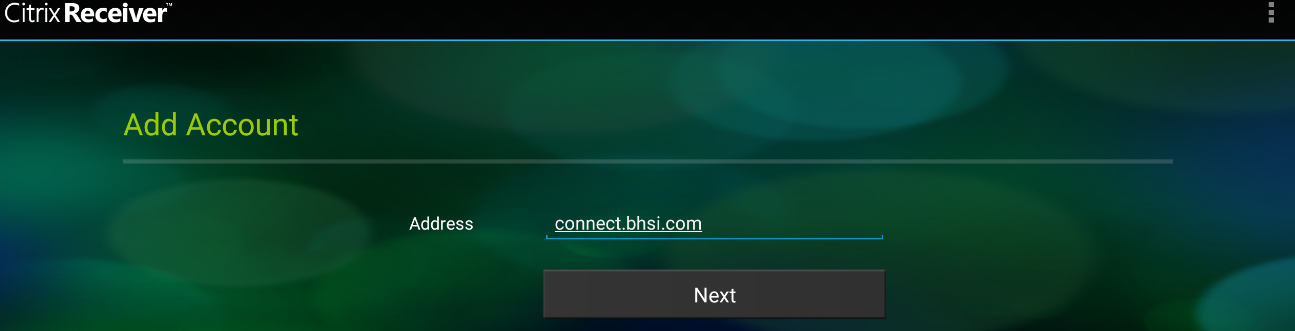 Citrix Receiver™
Add Account
Address connect.bhsi.com
Next